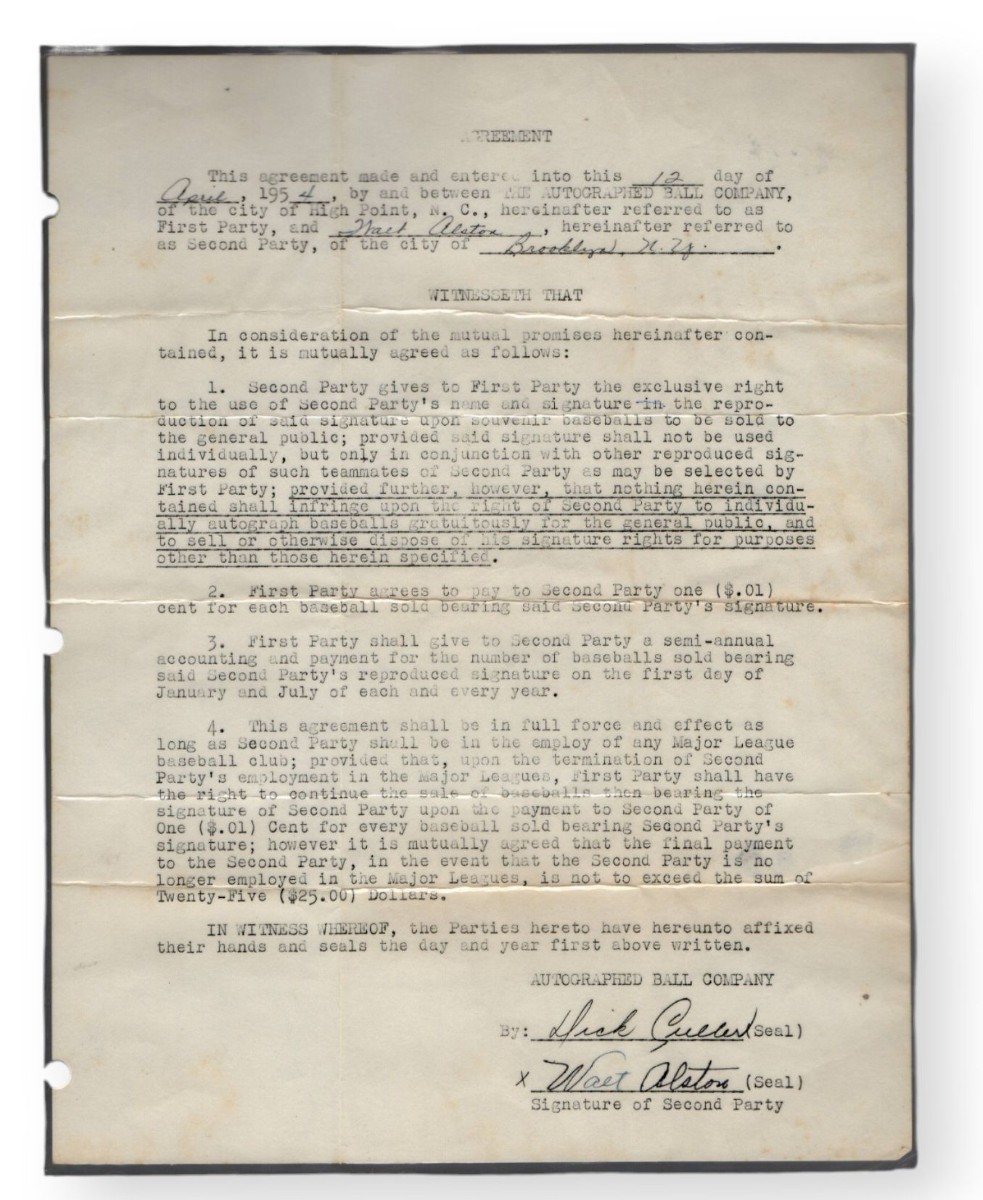 AGREEMENT
This agreement made and entered into this 12 day of
April, 1954, by and between THE AUTOGRAPHED BALL COMPANY,
of the city of High Point, N. C., hereinafter referred to as
First Party, and Walt Alston, hereinafter referred to
as Second Party, of the city of Brooklyn, N.Y. .
WITNESSETH THAT
In consideration of the mutual promises hereinafter con-
tained, it is mutually agreed as follows:
1. Second Party gives to First Party the exclusive right
to the use of Second Party's name and signature in the repro-
duction of said signature upon souvenir baseballs to be sold to
the general public; provided said signature shall not be used
individually, but only in conjunction with other reproduced sig-
natures of such teammates of Second Party as may be selected by
First Party; provided further, however, that nothing herein con-
tained shall infringe upon the right of Second Party to individu-
ally autograph baseballs gratuitously for the general public, and
to sell or otherwise dispose of his signature rights for purposes
other than those herein specified.
2. First Party agrees to pay to Second Party one ($.01)
cent for each baseball sold bearing said Second Party's signature.
3. First Party shall give to Second Party a semi-annual
accounting and payment for the number of baseballs sold bearing
said Second Party's reproduced signature on the first day of
January and July of each and every year.
4. This agreement shall be in full force and effect as
long as Second Party shall be in the employ of any Major League
baseball club; provided that, upon the termination of Second
Party's employment in the Major Leagues, First Party shall have
the right to continue the sale of baseballs then bearing the
signature of Second Party upon the payment to Second Party of
One ($.01) Cent for every baseball sold bearing Second Party's
signature; however it is mutually agreed that the final payment
to the Second Party, in the event that the Second Party is no
longer employed in the Major Leagues, is not to exceed the sum of
Twenty-Five ($25.00) Dollars.
IN WITNESS WHEREOF, the Parties hereto have hereunto affixed
their hands and seals the day and year first above written.
AUTOGRAPHED BALL COMPANY
By: Dick Culler (Seal)
X Walt Alston (Seal)
Signature of Second Party